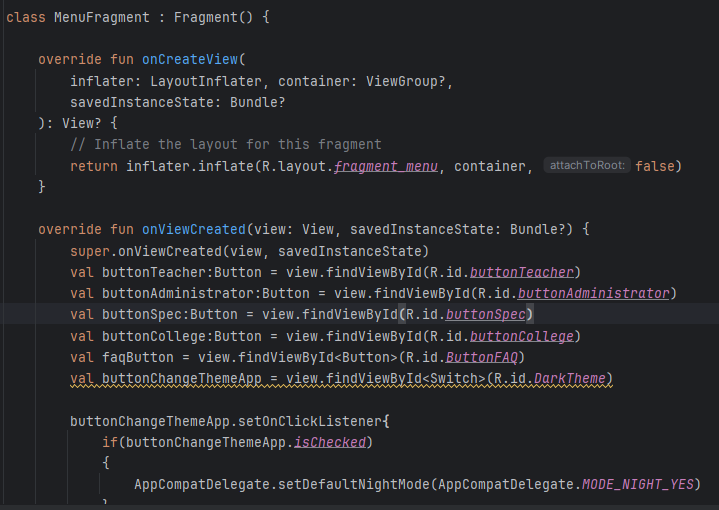 class MenuFragment : Fragment() {
override fun onCreateView(
inflater: LayoutInflater, container: ViewGroup?,
savedInstanceState: Bundle?
): View? {
// Inflate the layout for this fragment
return inflater.inflate(R.layout.fragment_menu, container, attachToRoot: false)
}
override fun onViewCreated(view: View, savedInstanceState: Bundle?) {
super.onViewCreated(view, savedInstanceState)
val buttonTeacher:Button = view.findViewById(R.id.buttonTeacher)
val buttonAdministrator:Button = view.findViewById(R.id.buttonAdministrator)
val buttonSpec:Button = view.findViewById(R.id.buttonSpec)
val buttonCollege:Button = view.findViewById(R.id.buttonCollege)
val faqButton = view.findViewById<Button>(R.id.ButtonFAQ)
val buttonChangeThemeApp = view.findViewById<Switch>(R.id.DarkTheme)
buttonChangeThemeApp.setOnClickListener{
if(buttonChangeThemeApp.isChecked)
{
AppCompatDelegate.setDefaultNightMode(AppCompatDelegate.MODE_NIGHT_YES)
}